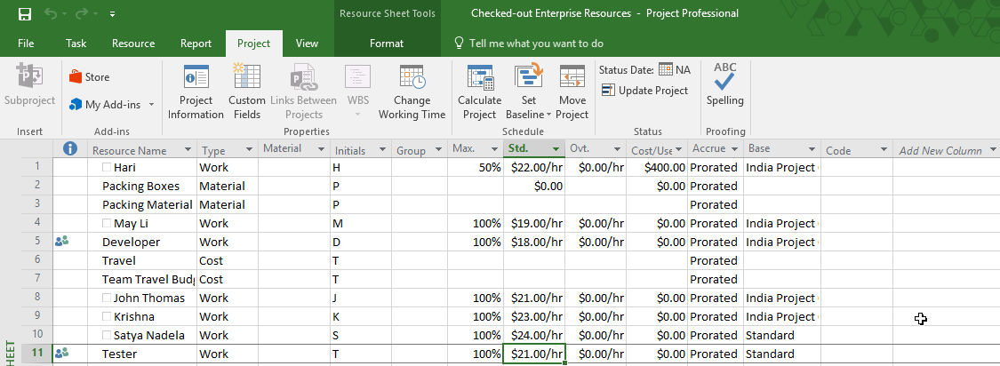 Resource Sheet Tools Checked-out Enterprise Resources - Project Professional
File Task Resource Report Project View Format Tell me what you want to do
Subproject
Insert
Store
My Add-ins
Add-ins
Project Information
Custom Fields
Links Between Projects
WBS
Change Working Time
Properties
Calculate Project
Set Baseline
Move Project
Schedule
Status Date: NA
Update Project
Status
ABC
Spelling
Proofing
Resource Name Type Material Initials Group Max. Std. Ovt. Cost/Use Accrue Base Code Add New Column
1 Hari Work H 50% $22.00/hr $0.00/hr $400.00 Prorated India Project
2 Packing Boxes Material P $0.00 $0.00 Prorated
3 Packing Material Material P Prorated
4 May Li Work M 100% $19.00/hr $0.00/hr $0.00 Prorated India Project
5 Developer Work D 100% $18.00/hr $0.00/hr $0.00 Prorated India Project
6 Travel Cost T Prorated
7 Team Travel Budg Cost T Prorated
8 John Thomas Work J 100% $21.00/hr $0.00/hr $0.00 Prorated India Project
9 Krishna Work K 100% $23.00/hr $0.00/hr $0.00 Prorated India Project
10 Satya Nadela Work S 100% $24.00/hr $0.00/hr $0.00 Prorated Standard
11 Tester Work T 100% $21.00/hr $0.00/hr $0.00 Prorated Standard
HEET